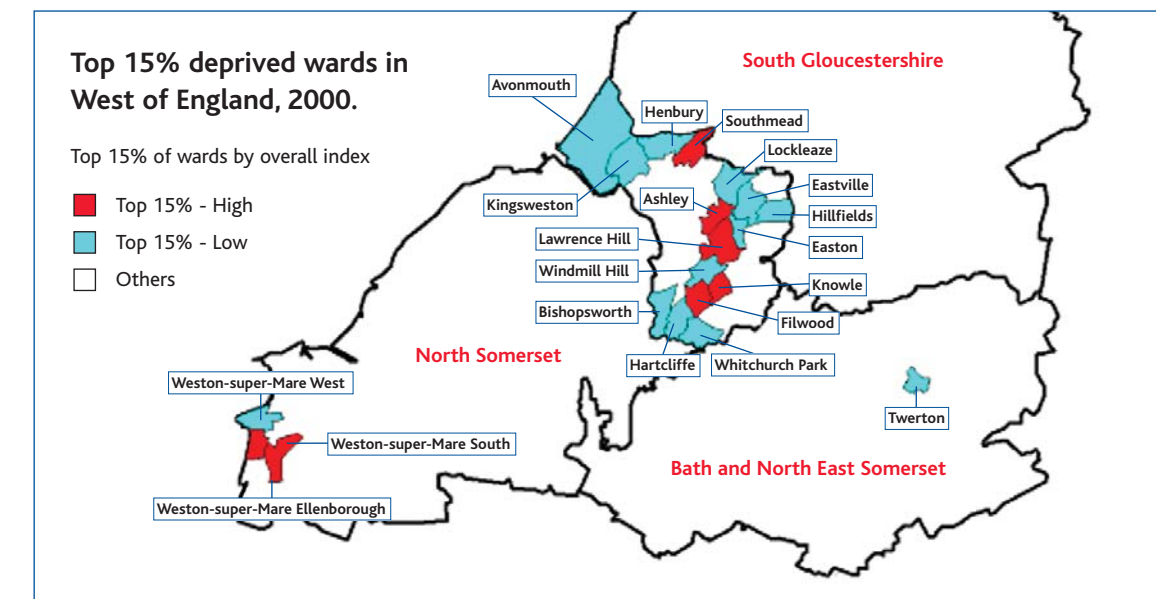 Top 15% deprived wards in
West of England, 2000.
Top 15% of wards by overall index
Top 15% - High
Top 15% - Low
Others
South Gloucestershire
Avonmouth
Henbury
Southmead
Lockleaze
Eastville
Ashley
Kingsweston
Hillfields
Lawrence Hill
Easton
Windmill Hill
Knowle
Bishopsworth
Filwood
North Somerset
Hartcliffe
Whitchurch Park
Weston-super-Mare West
Twerton
Weston-super-Mare South
Bath and North East Somerset
Weston-super-Mare Ellenborough